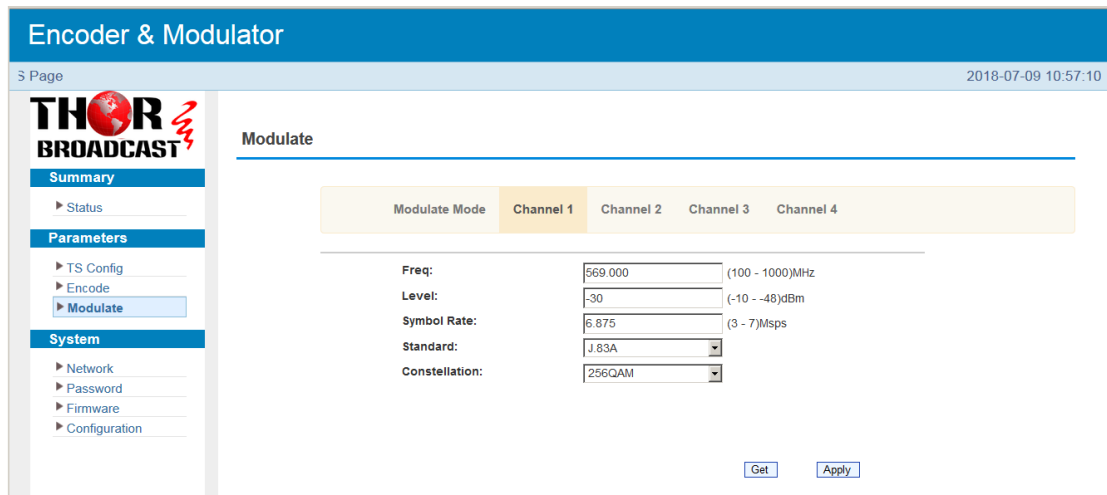 Encoder & Modulator
S Page
2018-07-09 10:57:10
THOR
BROADCAST
Summary
Status
Parameters
TS Config
Encode
Modulate
System
Network
Password
Firmware
Configuration
Modulate
Modulate Mode Channel 1 Channel 2 Channel 3 Channel 4
Freq: 569.000 (100 - 1000)MHz
Level: -30 (-10 - -48)dBm
Symbol Rate: 6.875 (3 - 7)Msps
Standard: J.83A
Constellation: 256QAM
Get Apply